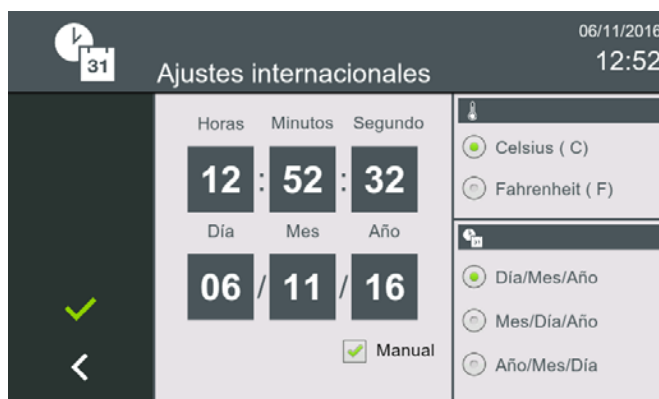 06/11/2016
12:52
31
Ajustes internacionales
Horas Minutos Segundo
12 : 52 : 32
Día Mes Año
06 / 11 / 16
Manual
Celsius ( C)
Fahrenheit ( F)
Día/Mes/Año
Mes/Día/Año
Año/Mes/Día